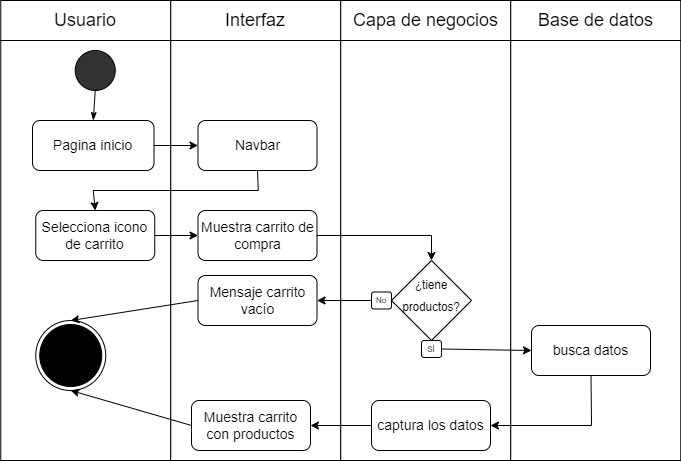 Usuario
Interfaz
Capa de negocios
Base de datos
Pagina inicio
Navbar
Selecciona icono
de carrito
Muestra carrito de
compra
¿tiene
productos?
No
Mensaje carrito
vacío
SÍ
busca datos
Muestra carrito
con productos
captura los datos